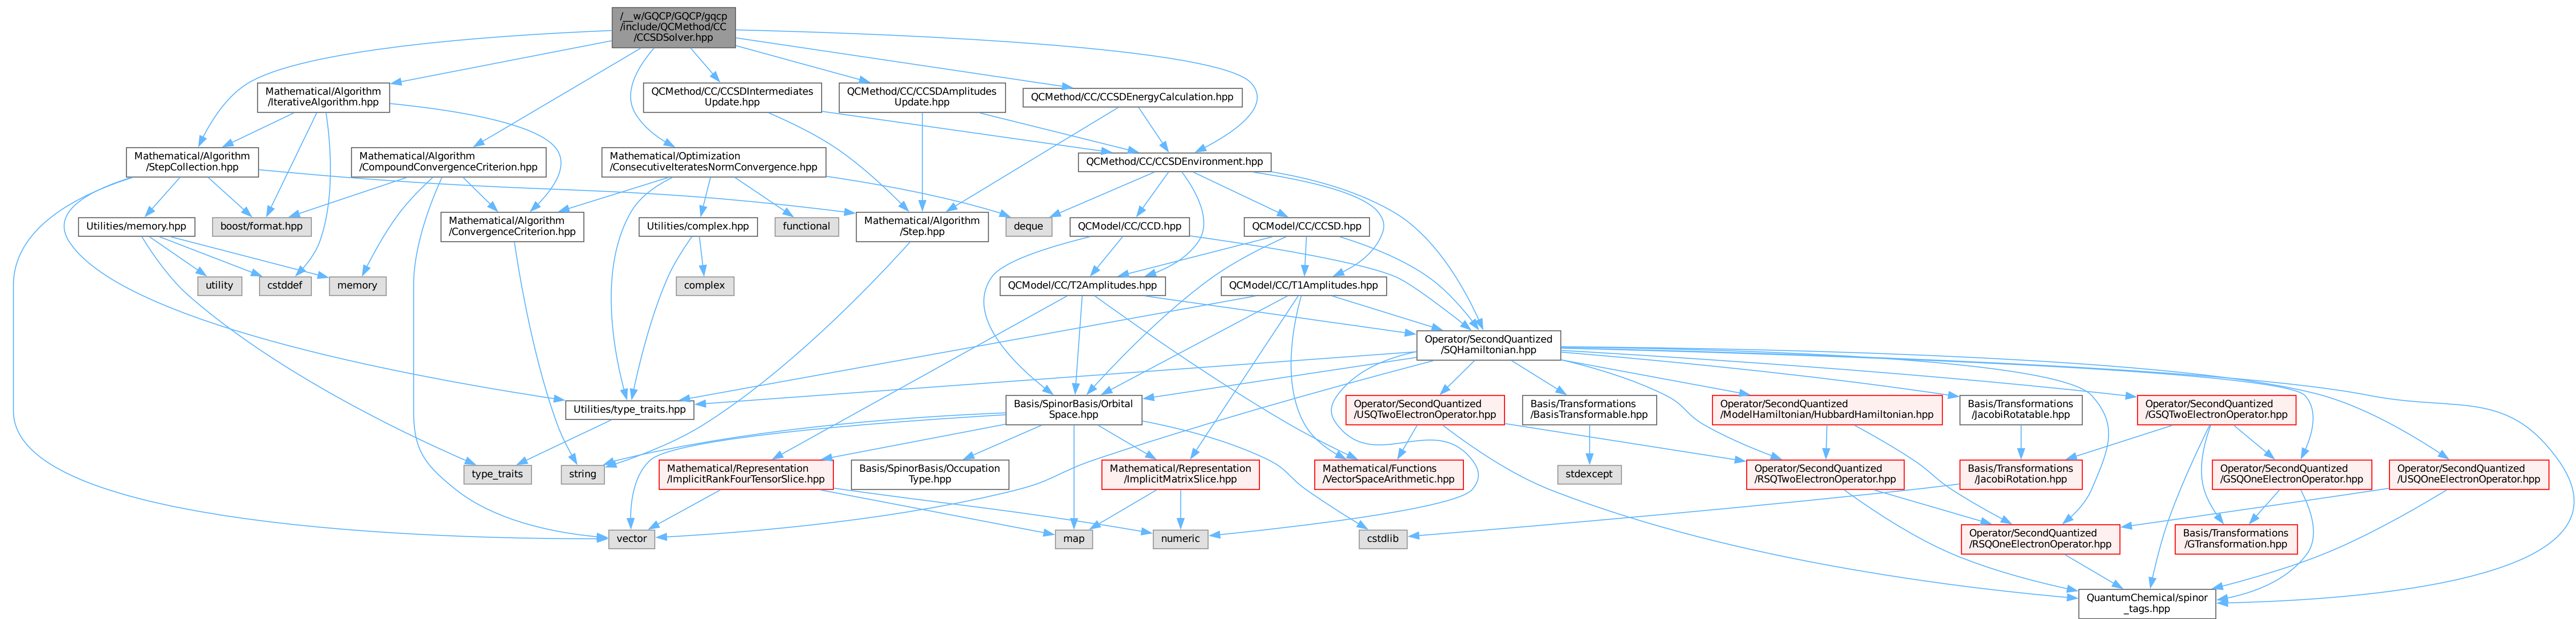 /__w/GQCP/GQCP/gqcp
/include/QCMethod/CC
/CCSDSolver.hpp
Mathematical/Algorithm
/IterativeAlgorithm.hpp
QCMethod/CC/CCSDIntermediates
Update.hpp
QCMethod/CC/CCSDAmplitudes
Update.hpp
QCMethod/CC/CCSDEnergyCalculation.hpp
Mathematical/Algorithm
/StepCollection.hpp
Mathematical/Algorithm
/CompoundConvergenceCriterion.hpp
Mathematical/Optimization
/ConsecutiveIteratesNormConvergence.hpp
QCMethod/CC/CCSDEnvironment.hpp
Utilities/memory.hpp
boost/format.hpp
Mathematical/Algorithm
/ConvergenceCriterion.hpp
Utilities/complex.hpp
functional
Mathematical/Algorithm
/Step.hpp
deque
QCModel/CC/CCD.hpp
QCModel/CC/CCSD.hpp
utility
cstddef
memory
complex
QCModel/CC/T2Amplitudes.hpp
QCModel/CC/T1Amplitudes.hpp
Operator/SecondQuantized
/SQHamiltonian.hpp
Utilities/type_traits.hpp
Basis/SpinorBasis/Orbital
Space.hpp
Operator/SecondQuantized
/USQTwoElectronOperator.hpp
Basis/Transformations
/BasisTransformable.hpp
Operator/SecondQuantized
/ModelHamiltonian/HubbardHamiltonian.hpp
Basis/Transformations
/JacobiRotatable.hpp
Operator/SecondQuantized
/GSQTwoElectronOperator.hpp
type_traits
string
Mathematical/Representation
/ImplicitRankFourTensorSlice.hpp
Basis/SpinorBasis/Occupation
Type.hpp
Mathematical/Representation
/ImplicitMatrixSlice.hpp
Mathematical/Functions
/VectorSpaceArithmetic.hpp
stdexcept
Operator/SecondQuantized
/RSQTwoElectronOperator.hpp
Basis/Transformations
/JacobiRotation.hpp
Operator/SecondQuantized
/GSQOneElectronOperator.hpp
Operator/SecondQuantized
/USQOneElectronOperator.hpp
vector
map
numeric
cstdlib
Operator/SecondQuantized
/RSQOneElectronOperator.hpp
Basis/Transformations
/GTransformation.hpp
QuantumChemical/spinor
_tags.hpp